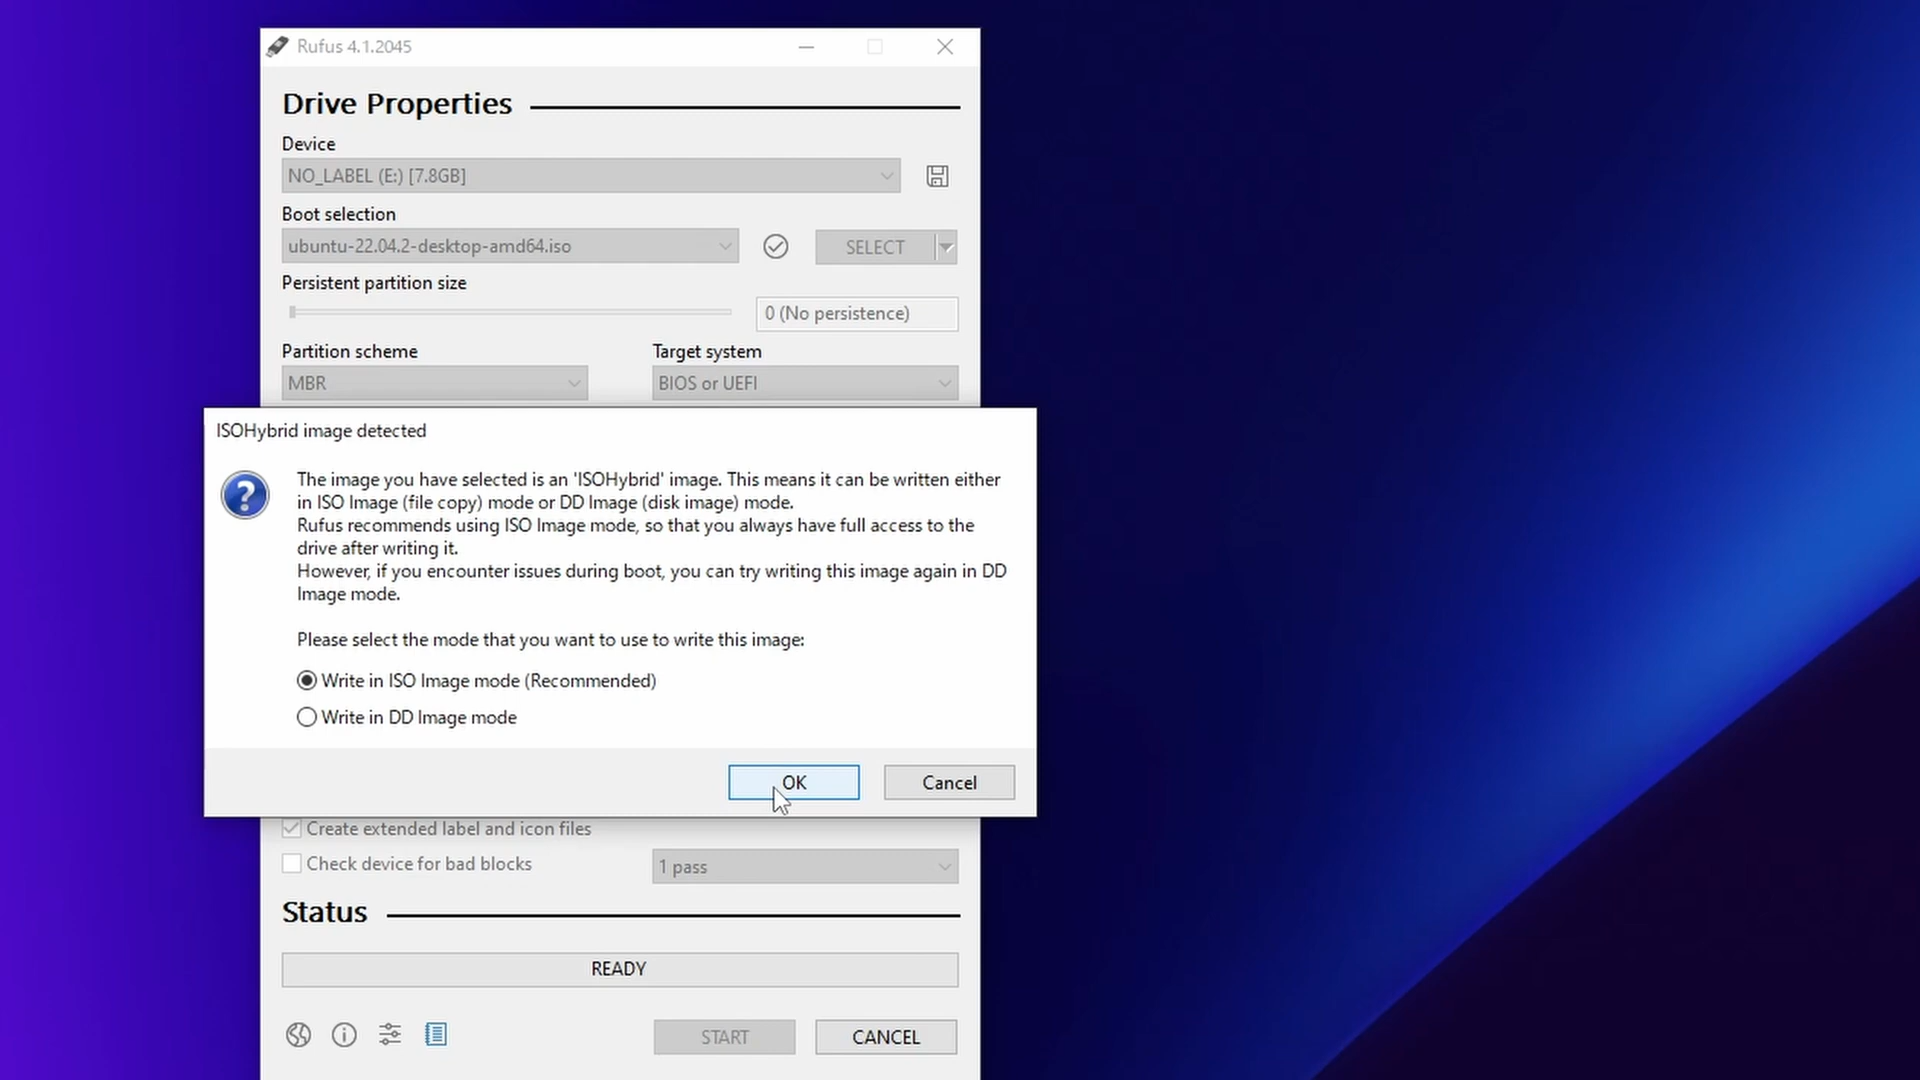 Rufus 4.1.2045
Drive Properties
Device
NO_LABEL (E:) [7.8GB]
Boot selection
ubuntu-22.04.2-desktop-amd64.iso
SELECT
Persistent partition size
0 (No persistence)
Partition scheme
Target system
MBR
BIOS or UEFI
ISOHybrid image detected
The image you have selected is an 'ISOHybrid' image. This means it can be written either
in ISO Image (file copy) mode or DD Image (disk image) mode.
Rufus recommends using ISO Image mode, so that you always have full access to the
drive after writing it.
However, if you encounter issues during boot, you can try writing this image again in DD
Image mode.
Please select the mode that you want to use to write this image:
Write in ISO Image mode (Recommended)
Write in DD Image mode
OK
Cancel
Create extended label and icon files
Check device for bad blocks
1 pass
Status
READY
START
CANCEL